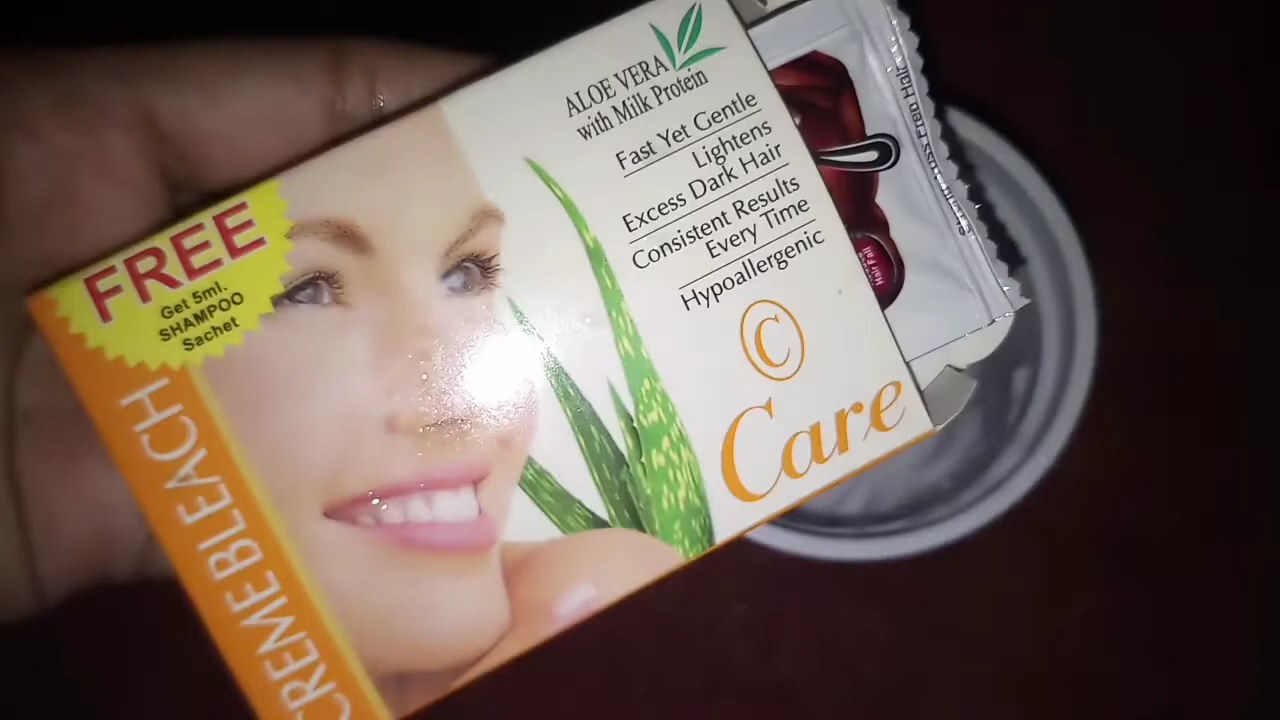 ALOE VERA
with Milk Protein
Fast Yet Gentle
Lightens
Excess Dark Hair
Consistent Results
Every Time
Hypoallergenic
C
Care
FREE
Get 5ml.
SHAMPOO
Sachet
CREME BLEACH
Hair Fall